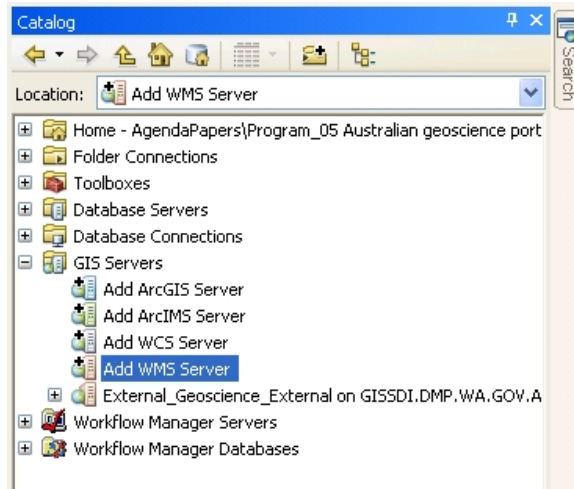 Catalog
Location: Add WMS Server
Home - AgendaPapers\Program_05 Australian geoscience port
Folder Connections
Toolboxes
Database Servers
Database Connections
GIS Servers
Add ArcGIS Server
Add ArcIMS Server
Add WCS Server
Add WMS Server
External_Geoscience_External on GISSDI.DMP.WA.GOV.A
Workflow Manager Servers
Workflow Manager Databases
Search